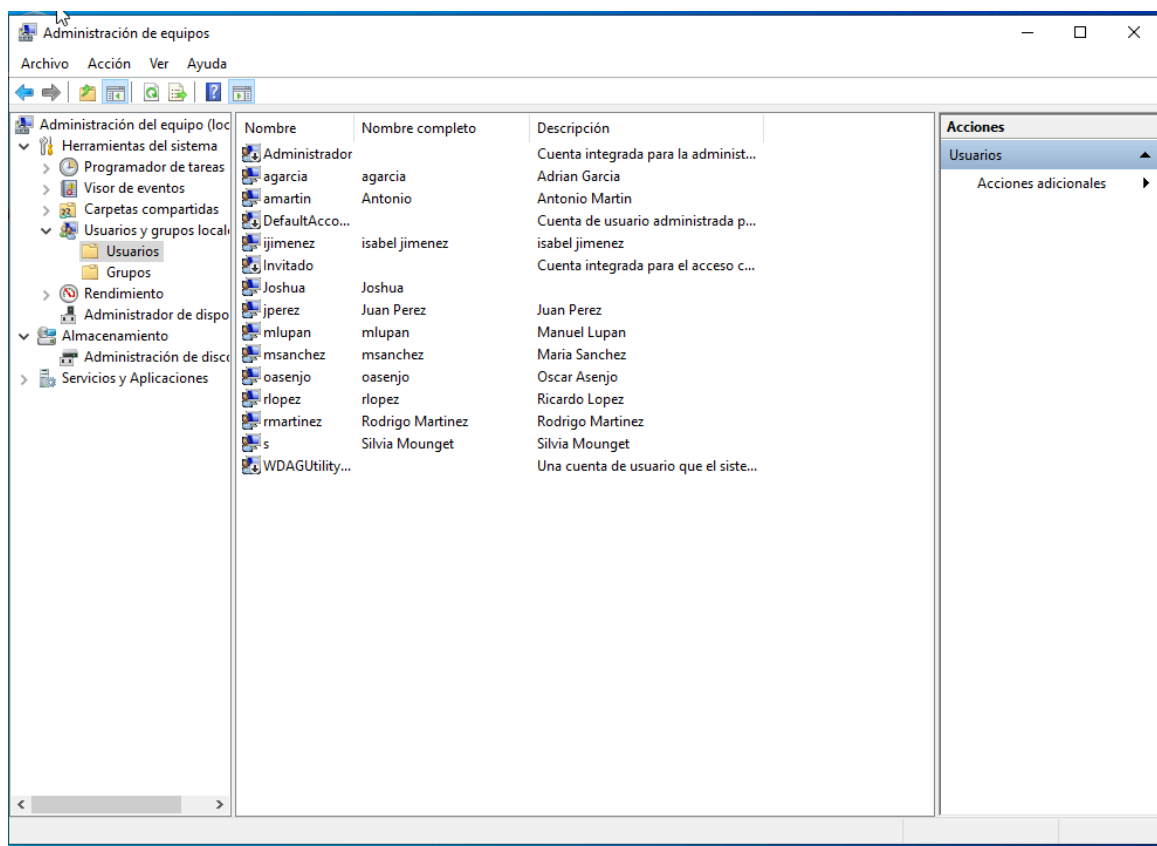 Administración de equipos
Archivo Acción Ver Ayuda
Administración del equipo (loc
Herramientas del sistema
Programador de tareas
Visor de eventos
Carpetas compartidas
Usuarios y grupos local
Usuarios
Grupos
Rendimiento
Administrador de dispo
Almacenamiento
Administración de disco
Servicios y Aplicaciones
Nombre Nombre completo Descripción
Administrador Cuenta integrada para la administ...
agarcia agarcia Adrian Garcia
amartin Antonio Antonio Martin
DefaultAcco... Cuenta de usuario administrada p...
ijimenez isabel jimenez isabel jimenez
Invitado Cuenta integrada para el acceso c...
Joshua Joshua
jperez Juan Perez Juan Perez
mlupan mlupan Manuel Lupan
msanchez msanchez Maria Sanchez
oasenjo oasenjo Oscar Asenjo
rlopez rlopez Ricardo Lopez
rmartinez Rodrigo Martinez Rodrigo Martinez
s Silvia Mounget Silvia Mounget
WDAGUtility... Una cuenta de usuario que el siste...
Acciones
Usuarios
Acciones adicionales